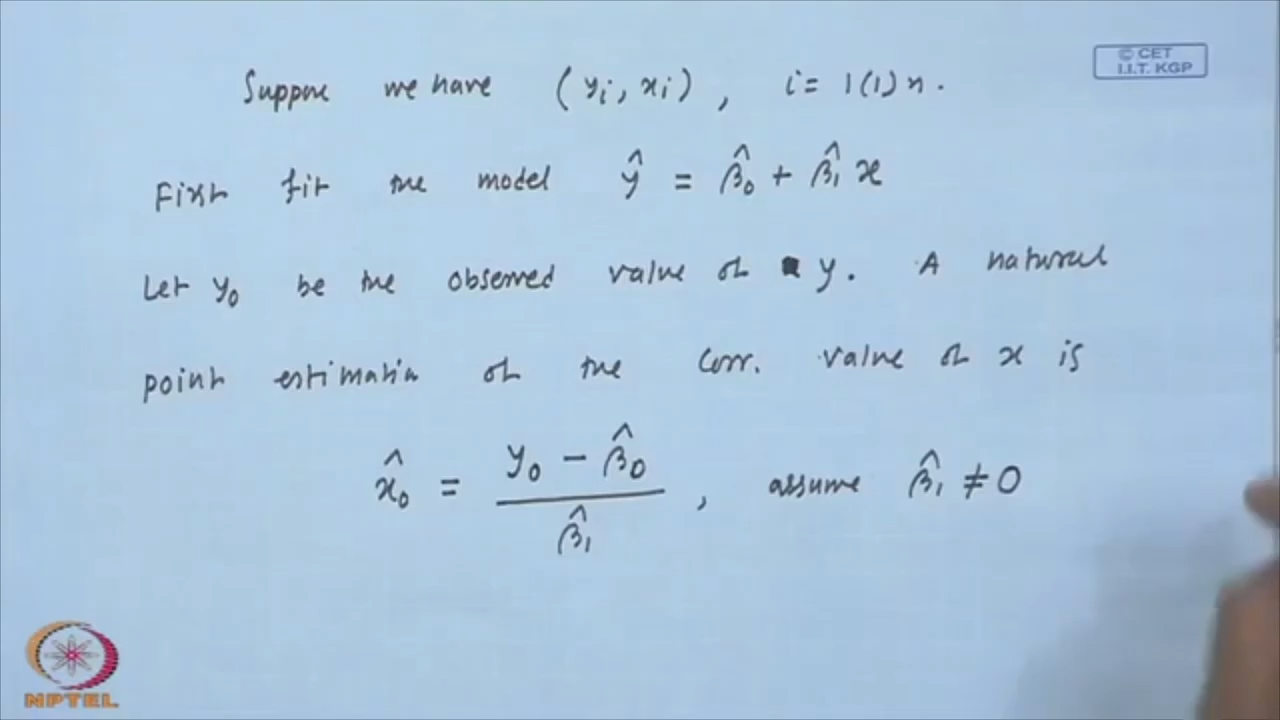 © CET
I.I.T. KGP
Suppose we have (yᵢ, xᵢ), i = 1(1)n.
First fit the model ŷ = β̂₀ + β̂₁ x
Let y₀ be the observed value of y. A natural
point estimation of the corr. value of x is
x̂₀ = (y₀ − β̂₀) / β̂₁, assume β̂₁ ≠ 0
NPTEL